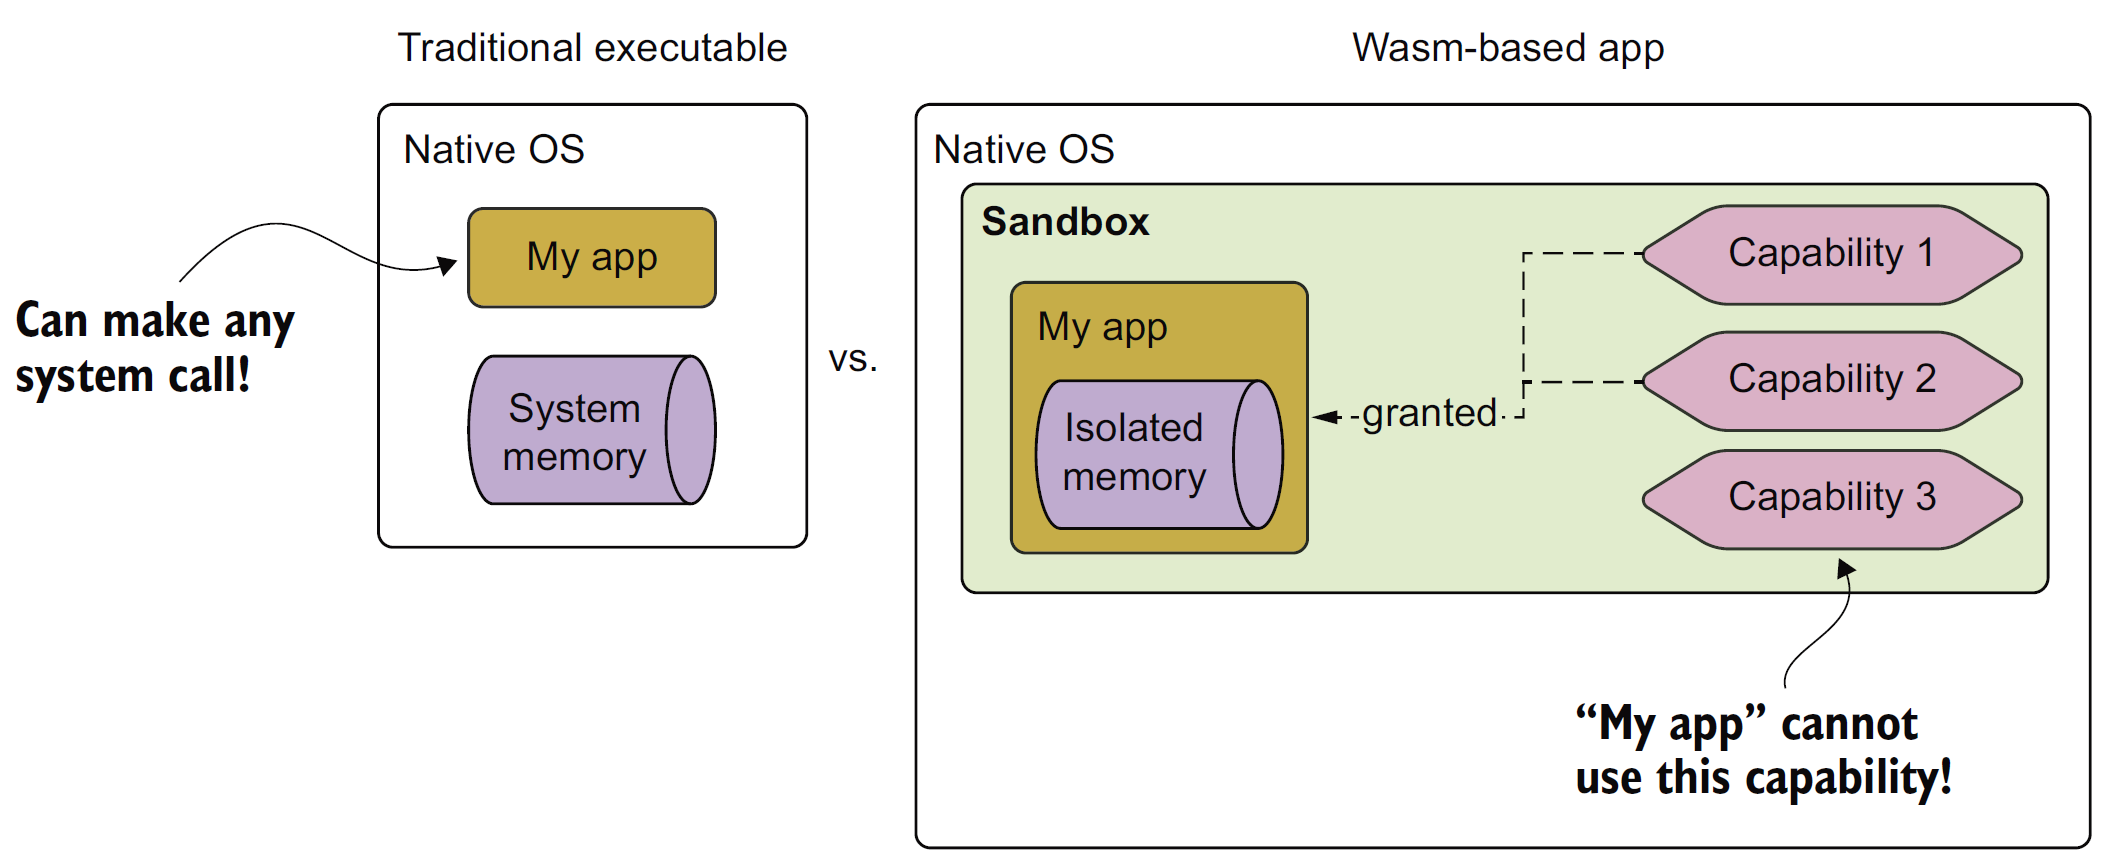 Traditional executable
Native OS
My app
Can make any
system call!
System
memory
vs.
Wasm-based app
Native OS
Sandbox
My app
Isolated
memory
granted
Capability 1
Capability 2
Capability 3
“My app” cannot
use this capability!